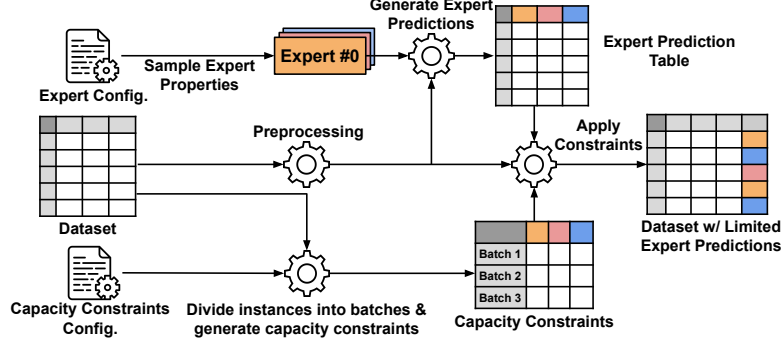 Generate Expert
Predictions
Expert #0
Sample Expert
Properties
Expert Config.
Expert Prediction
Table
Preprocessing
Apply
Constraints
Dataset
Dataset w/ Limited
Expert Predictions
Batch 1
Batch 2
Batch 3
Capacity Constraints
Config.
Divide instances into batches &
generate capacity constraints
Capacity Constraints